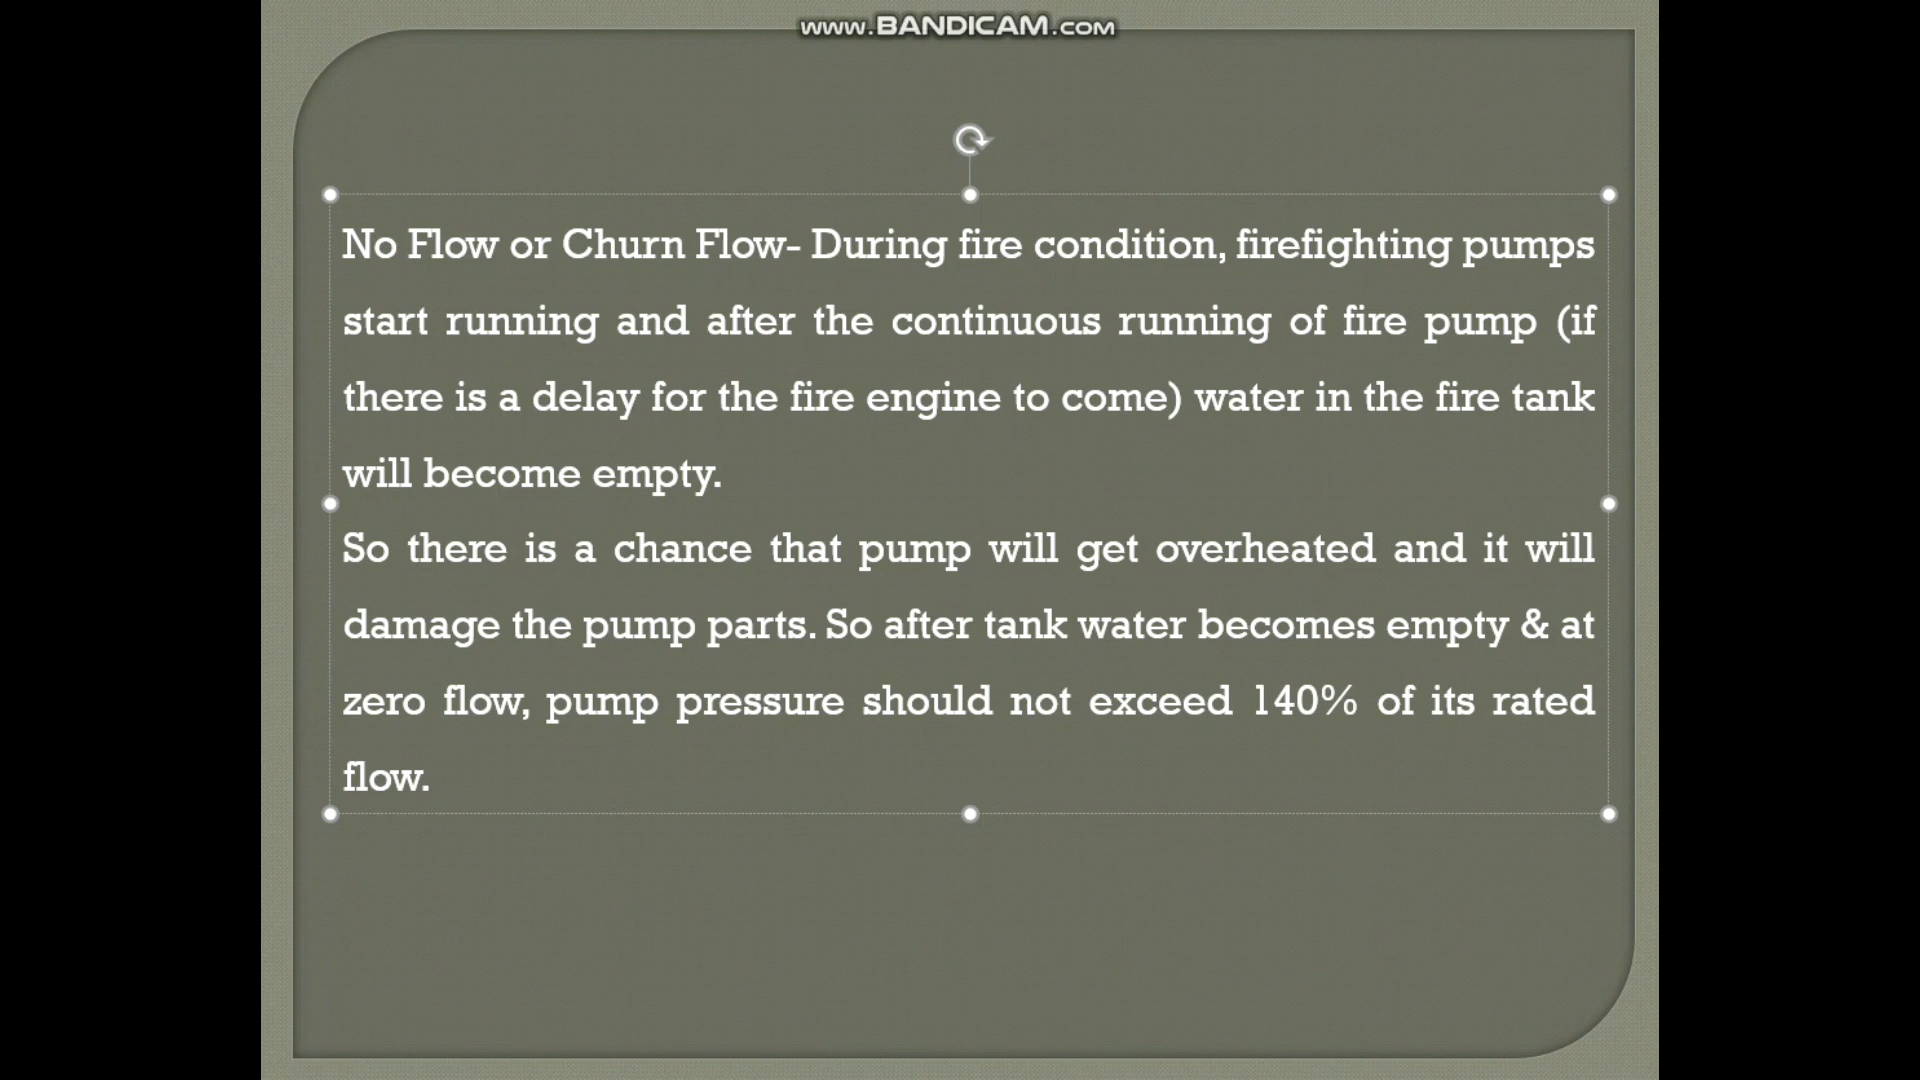 www.BANDICAM.com
No Flow or Churn Flow- During fire condition, firefighting pumps
start running and after the continuous running of fire pump (if
there is a delay for the fire engine to come) water in the fire tank
will become empty.
So there is a chance that pump will get overheated and it will
damage the pump parts. So after tank water becomes empty & at
zero flow, pump pressure should not exceed 140% of its rated
flow.